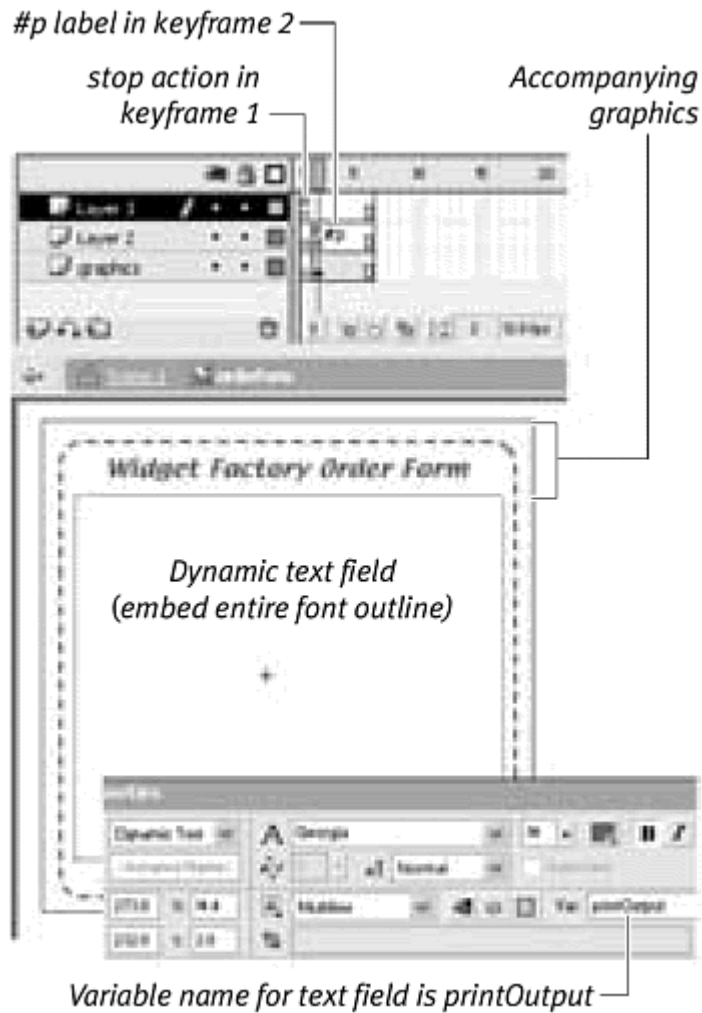 #p label in keyframe 2
stop action in
keyframe 1
Accompanying
graphics
Layer 3
Layer 2
#p
graphics
Widget Factory Order Form
Dynamic text field
(embed entire font outline)
Dynamic Text
A Georgia
B I
Normal
Multiline
Var: printOutput
Variable name for text field is printOutput